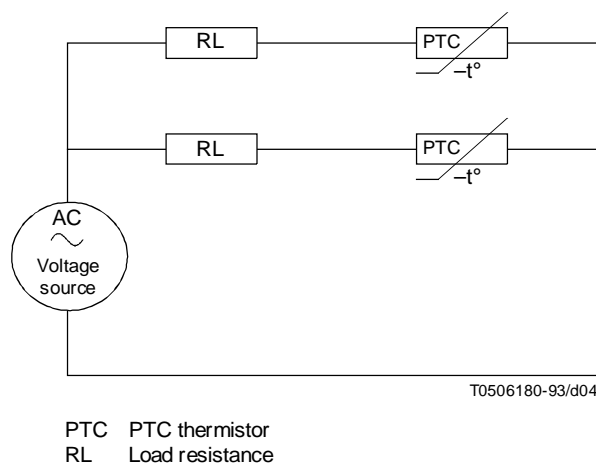 RL
PTC
–t°
RL
PTC
–t°
AC
Voltage
source
T0506180-93/d04
PTC PTC thermistor
RL Load resistance